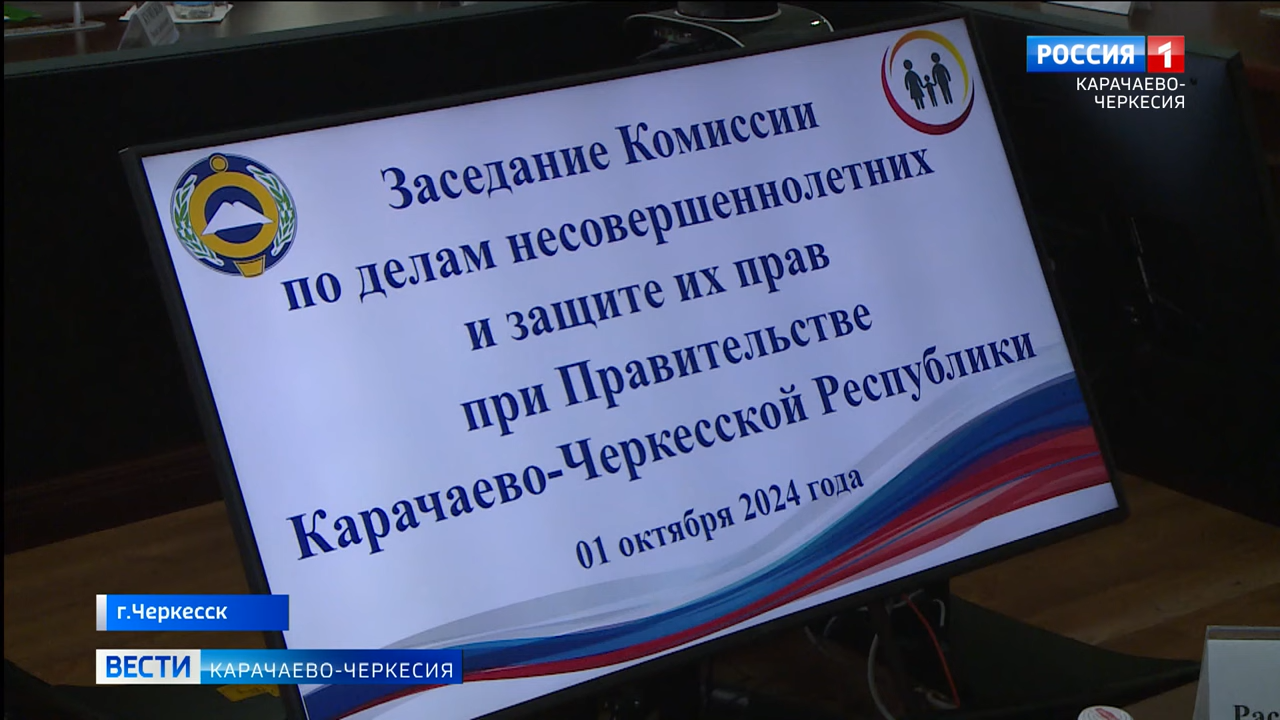 РОССИЯ 1
КАРАЧАЕВО-
ЧЕРКЕСИЯ
Заседание Комиссии
по делам несовершеннолетних
и защите их прав
при Правительстве
Карачаево-Черкесской Республики
01 октября 2024 года
г.Черкесск
ВЕСТИ КАРАЧАЕВО-ЧЕРКЕСИЯ